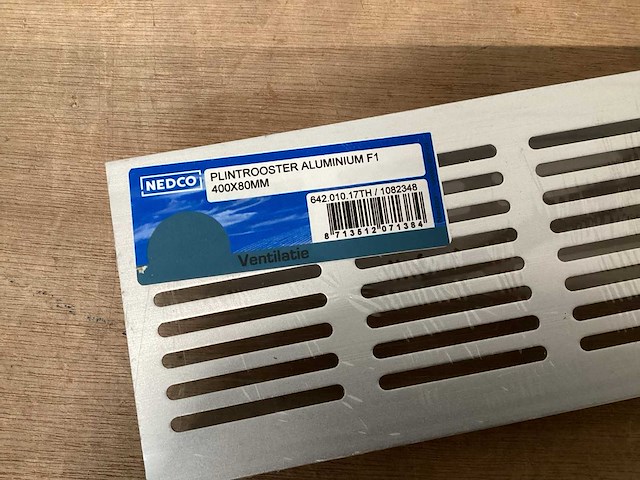 NEDCO
PLINTROOSTER ALUMINIUM F1
400X80MM
642.010.17TH / 1082348
8 713512 071384
Ventilatie